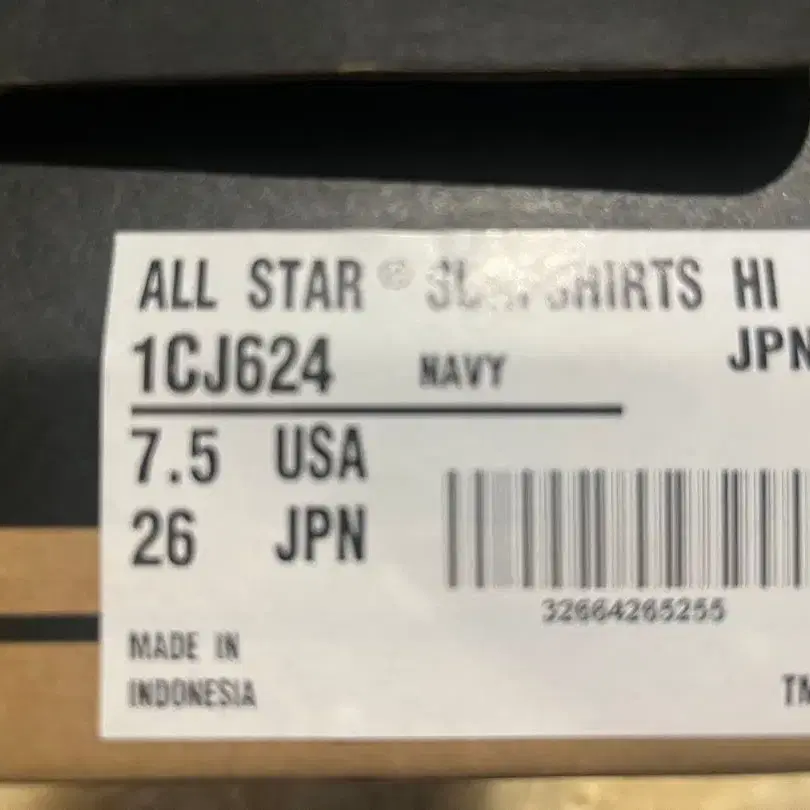 ALL STAR ® SHIRTS HI
1CJ624 NAVY JPN
7.5 USA
26 JPN
32664265255
MADE IN
INDONESIA
TM